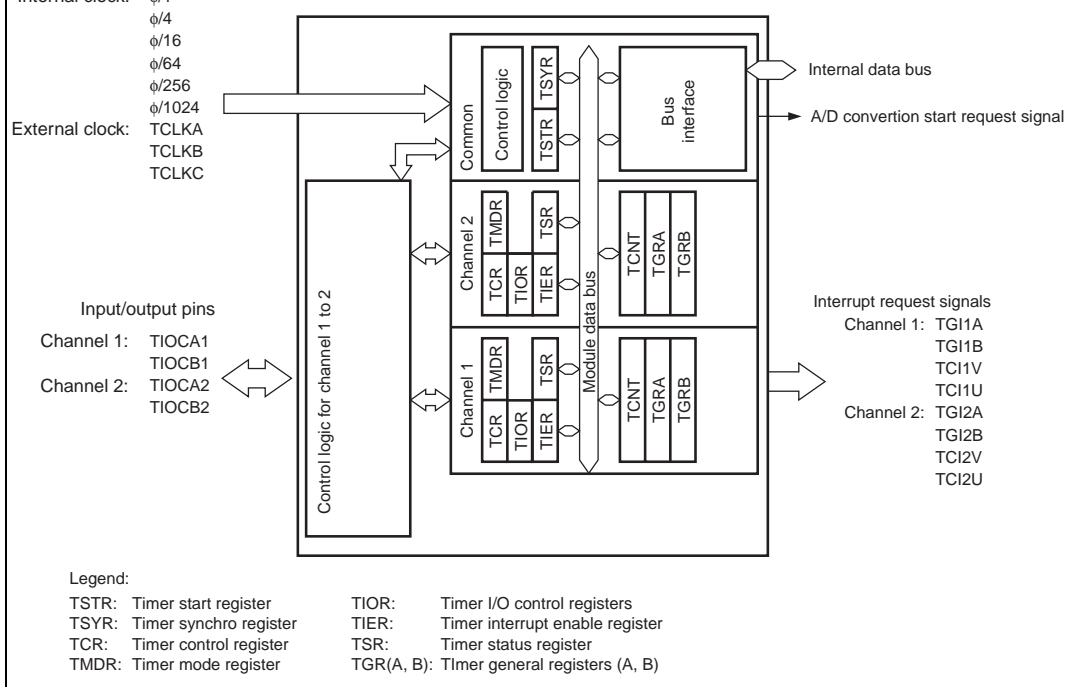 Internal clock: ϕ/1
ϕ/4
ϕ/16
ϕ/64
ϕ/256
ϕ/1024
External clock: TCLKA
TCLKB
TCLKC
Common
Control logic
TSYR
TSTR
Bus interface
Internal data bus
A/D convertion start request signal
Control logic for channel 1 to 2
Channel 2
TMDR
TSR
TCR
TIOR
TIER
TCNT
TGRA
TGRB
Module data bus
Channel 1
TMDR
TSR
TCR
TIOR
TIER
TCNT
TGRA
TGRB
Input/output pins
Channel 1: TIOCA1
TIOCB1
Channel 2: TIOCA2
TIOCB2
Interrupt request signals
Channel 1: TGI1A
TGI1B
TCI1V
TCI1U
Channel 2: TGI2A
TGI2B
TCI2V
TCI2U
Legend:
TSTR: Timer start register
TSYR: Timer synchro register
TCR: Timer control register
TMDR: Timer mode register
TIOR: Timer I/O control registers
TIER: Timer interrupt enable register
TSR: Timer status register
TGR(A, B): TImer general registers (A, B)